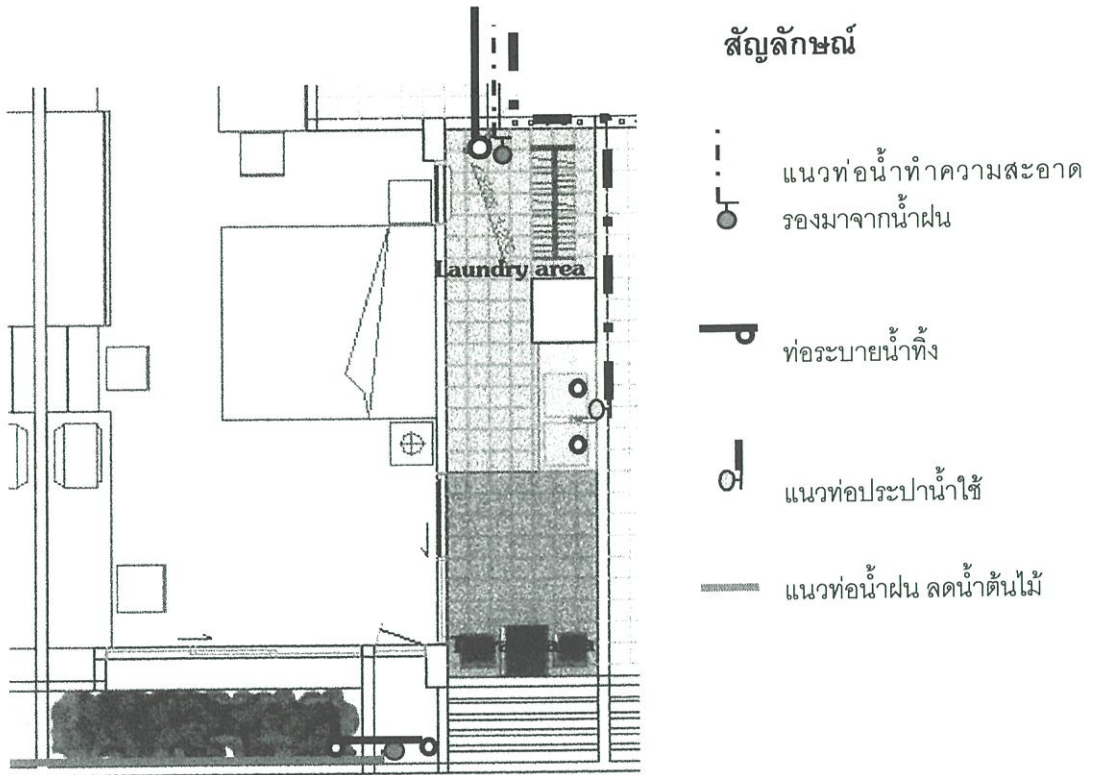 สัญลักษณ์
แนวท่อน้ำทำความสะอาด
รองมาจากน้ำฝน
Laundry area
ท่อระบายน้ำทิ้ง
แนวท่อประปาน้ำใช้
แนวท่อน้ำฝน ลดน้ำต้นไม้